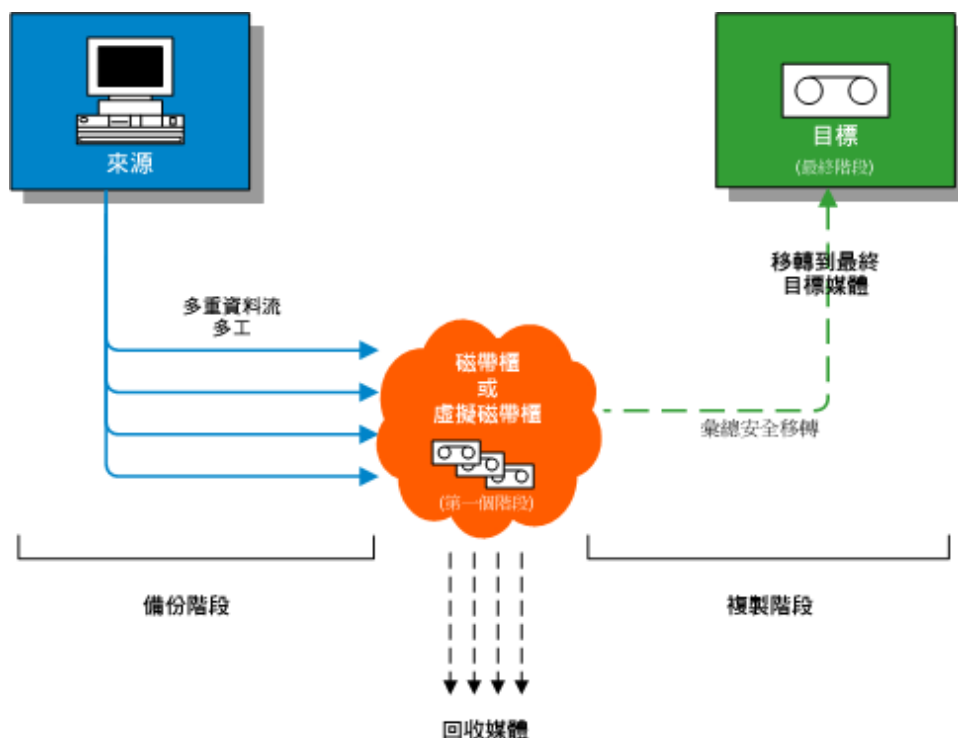 來源
目標
(最終階段)
移轉到最終
目標媒體
多重資料流
多工
磁帶櫃
或
虛擬磁帶櫃
(第一個階段)
彙總安全移轉
備份階段
複製階段
回收媒體